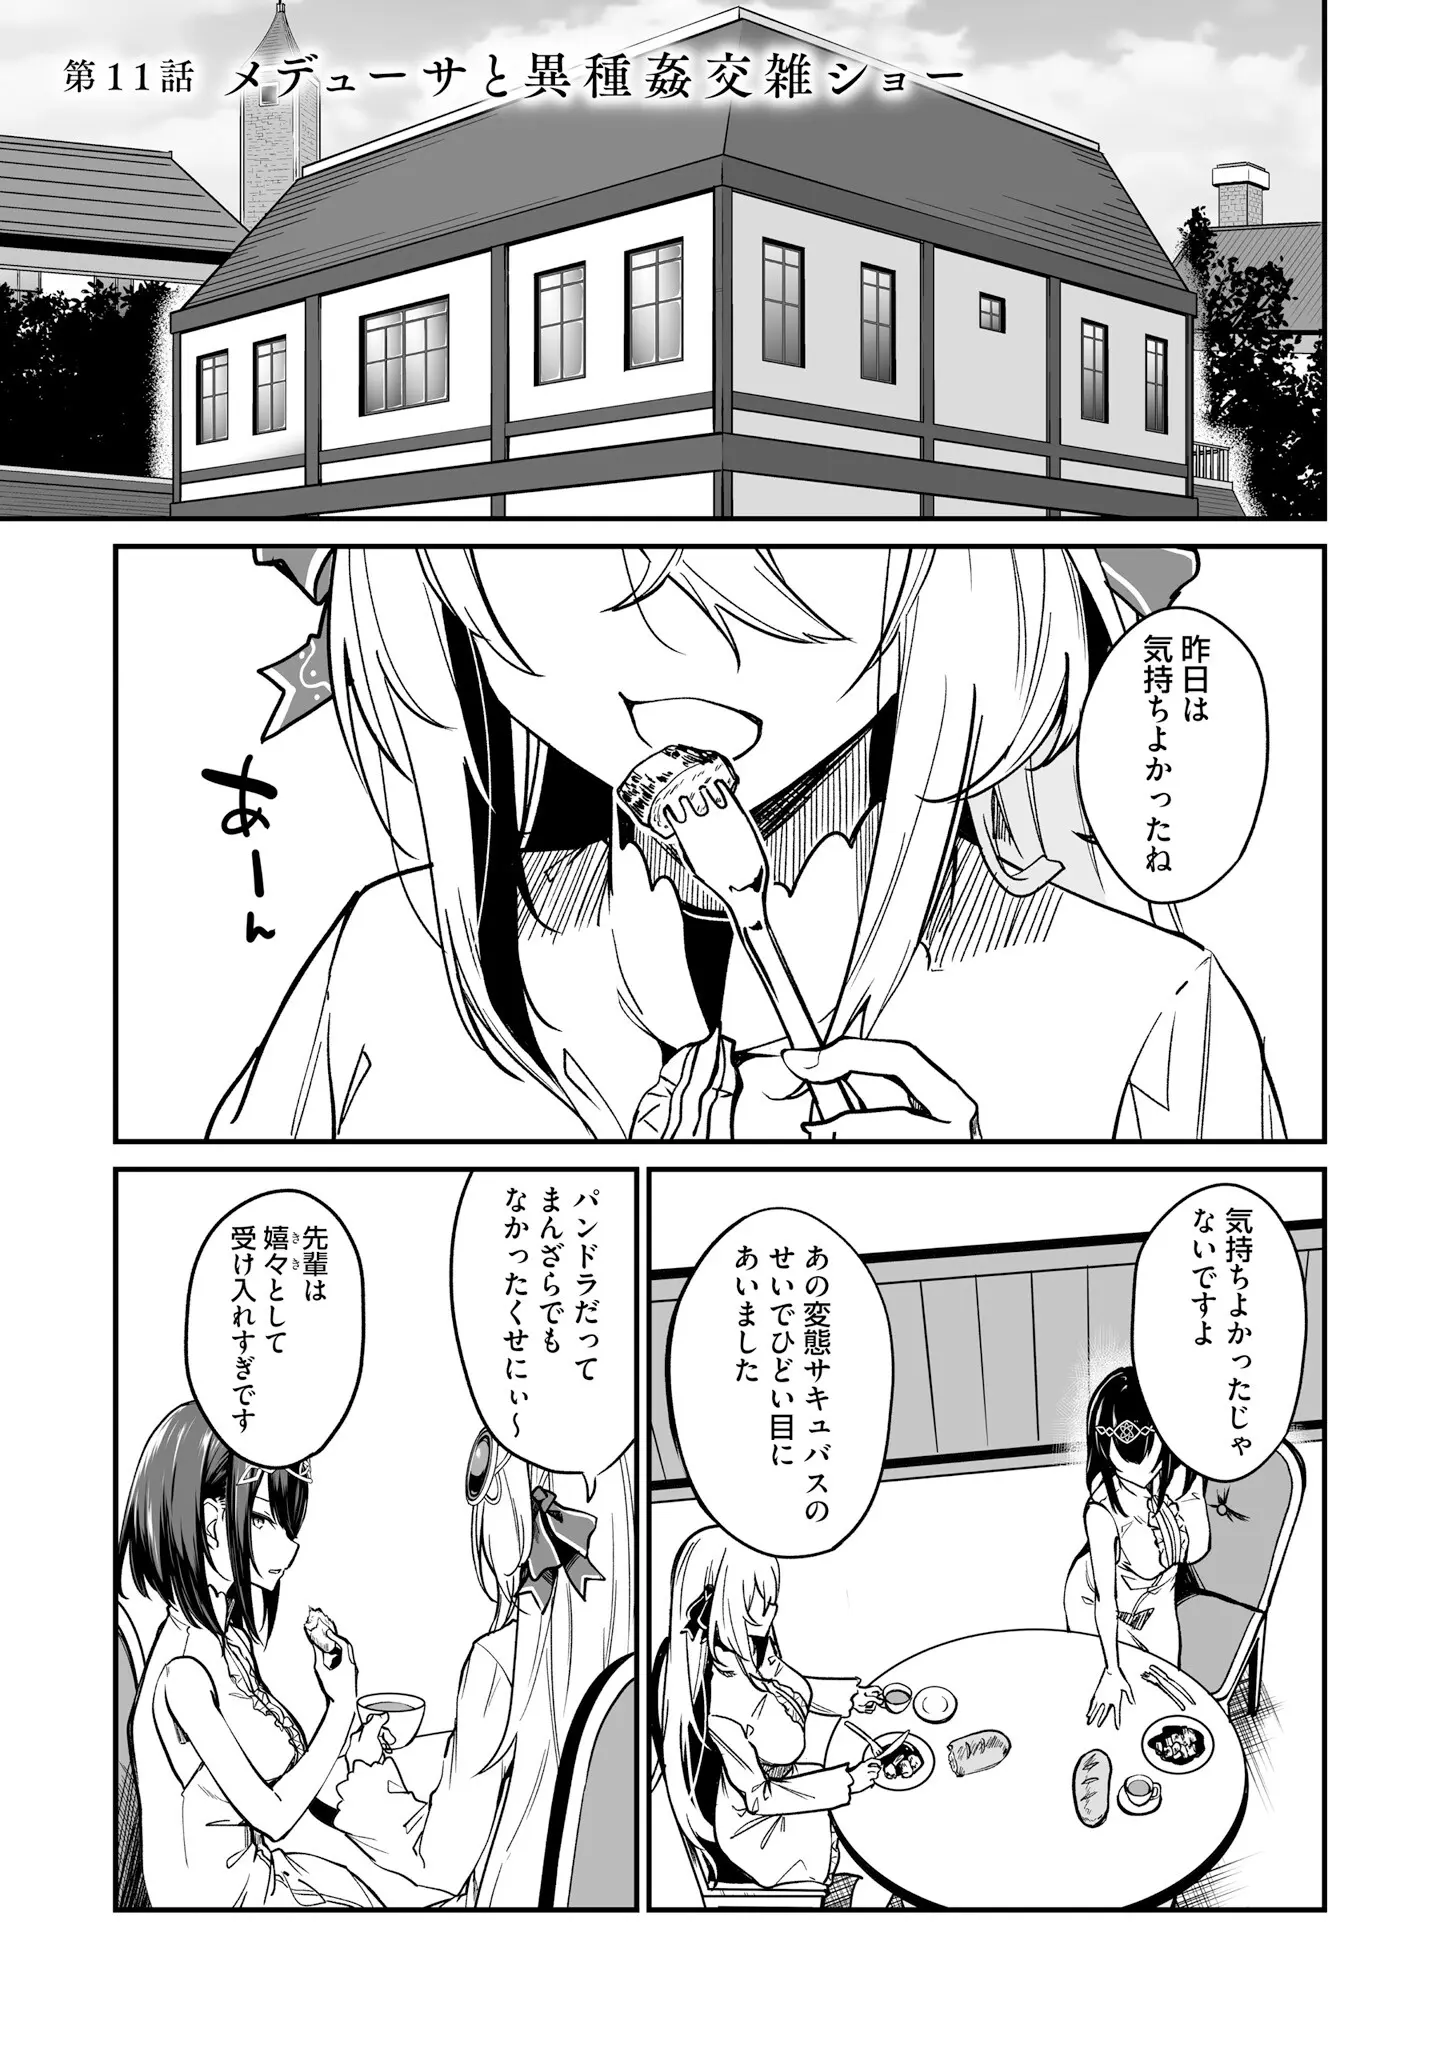 第11話 メデューサと異種姦交雑ショー
昨日は
気持ちよかったね
あーん
気持ちよかったじゃ
ないですよ
あの変態サキュバスの
せいでひどい目に
あいました
パンドラだって
まんざらでも
なかったくせにぃ～
先輩は
嬉々として
きき
受け入れすぎです